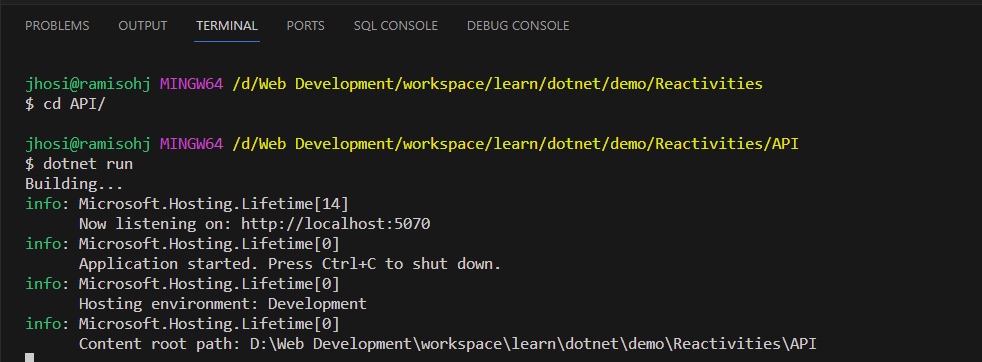 PROBLEMS OUTPUT TERMINAL PORTS SQL CONSOLE DEBUG CONSOLE
jhosi@ramisohj MINGW64 /d/Web Development/workspace/learn/dotnet/demo/Reactivities
$ cd API/
jhosi@ramisohj MINGW64 /d/Web Development/workspace/learn/dotnet/demo/Reactivities/API
$ dotnet run
Building...
info: Microsoft.Hosting.Lifetime[14]
Now listening on: http://localhost:5070
info: Microsoft.Hosting.Lifetime[0]
Application started. Press Ctrl+C to shut down.
info: Microsoft.Hosting.Lifetime[0]
Hosting environment: Development
info: Microsoft.Hosting.Lifetime[0]
Content root path: D:\Web Development\workspace\learn\dotnet\demo\Reactivities\API